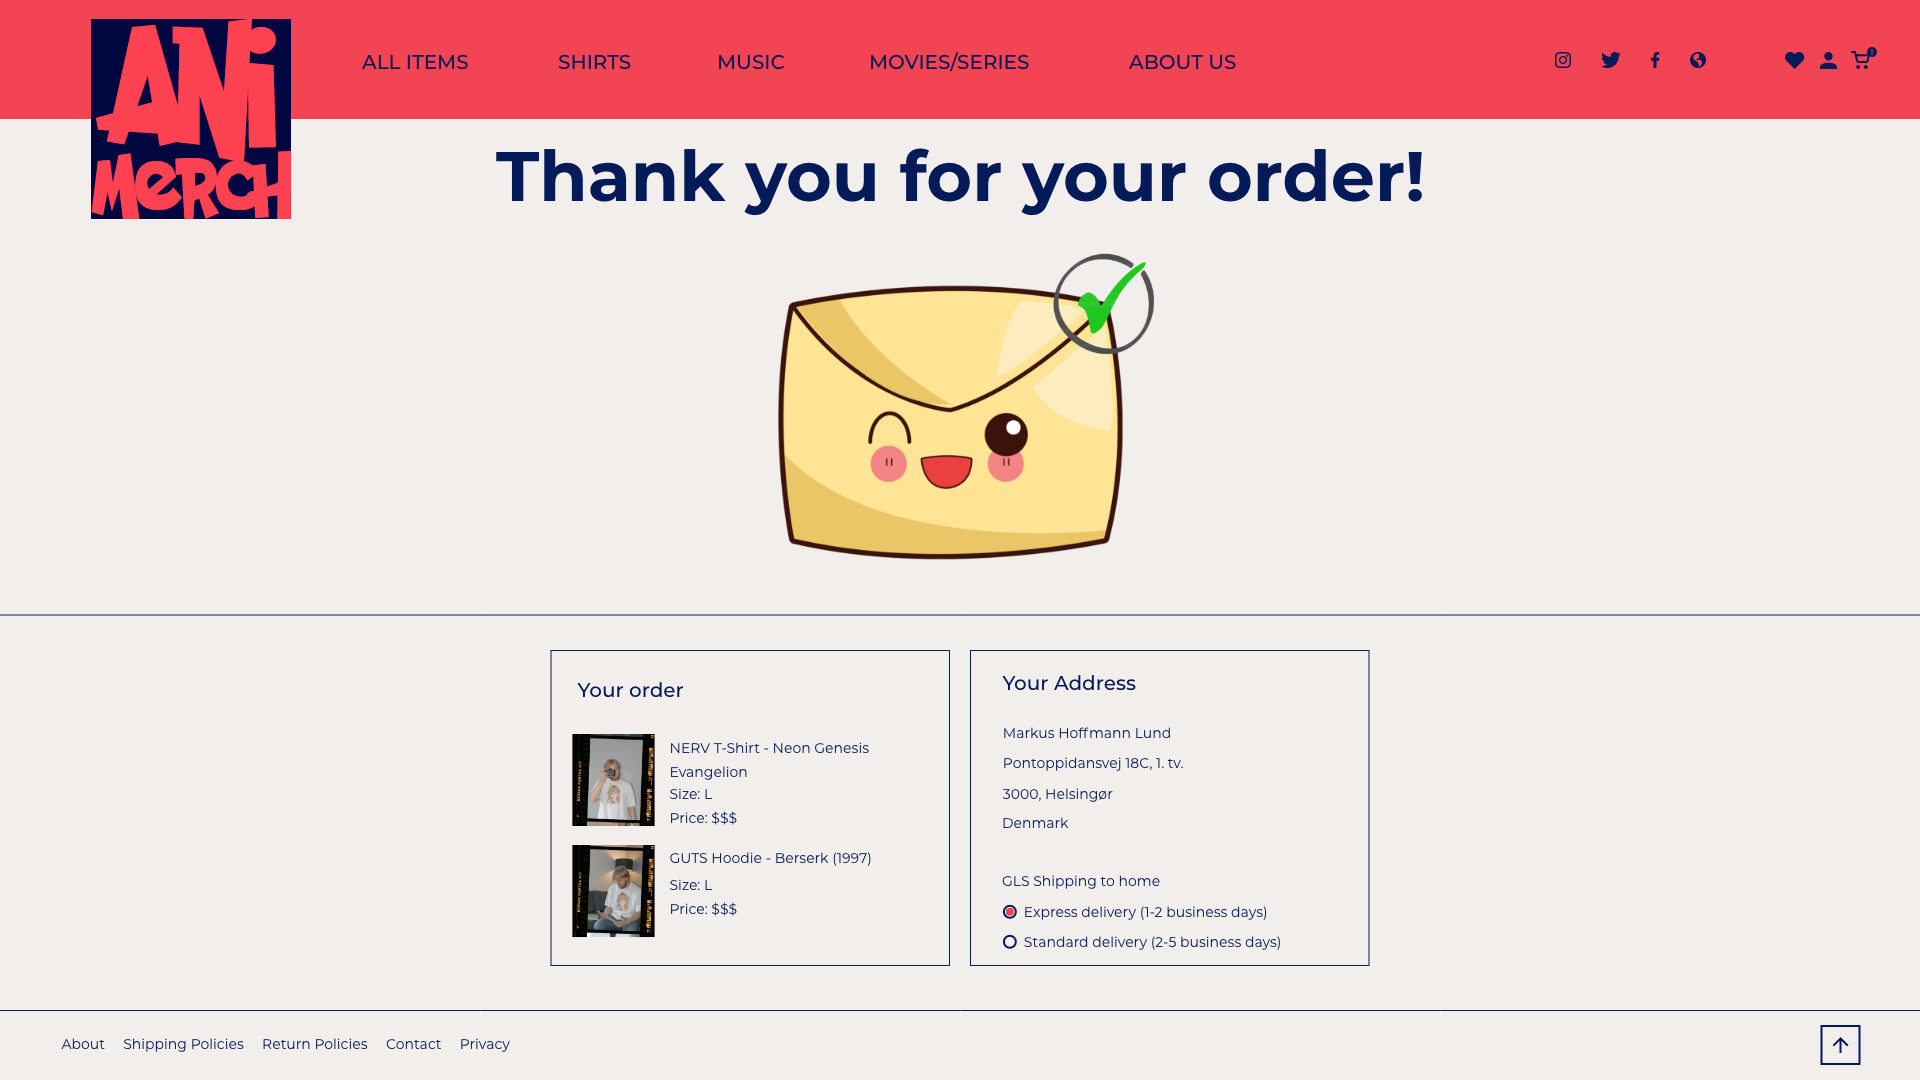 ANi
MeRCH
ALL ITEMS
SHIRTS
MUSIC
MOVIES/SERIES
ABOUT US
Thank you for your order!
Your order
NERV T-Shirt - Neon Genesis
Evangelion
Size: L
Price: $$$
GUTS Hoodie - Berserk (1997)
Size: L
Price: $$$
Your Address
Markus Hoffmann Lund
Pontoppidansvej 18C, 1. tv.
3000, Helsingør
Denmark
GLS Shipping to home
Express delivery (1-2 business days)
Standard delivery (2-5 business days)
About
Shipping Policies
Return Policies
Contact
Privacy